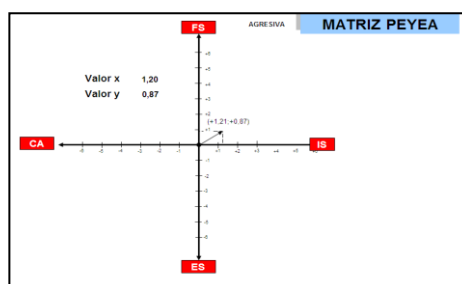 FS
AGRESIVA
MATRIZ PEYEA
Valor x 1,20
Valor y 0,87
(+1,21;+0.87)
CA
IS
ES